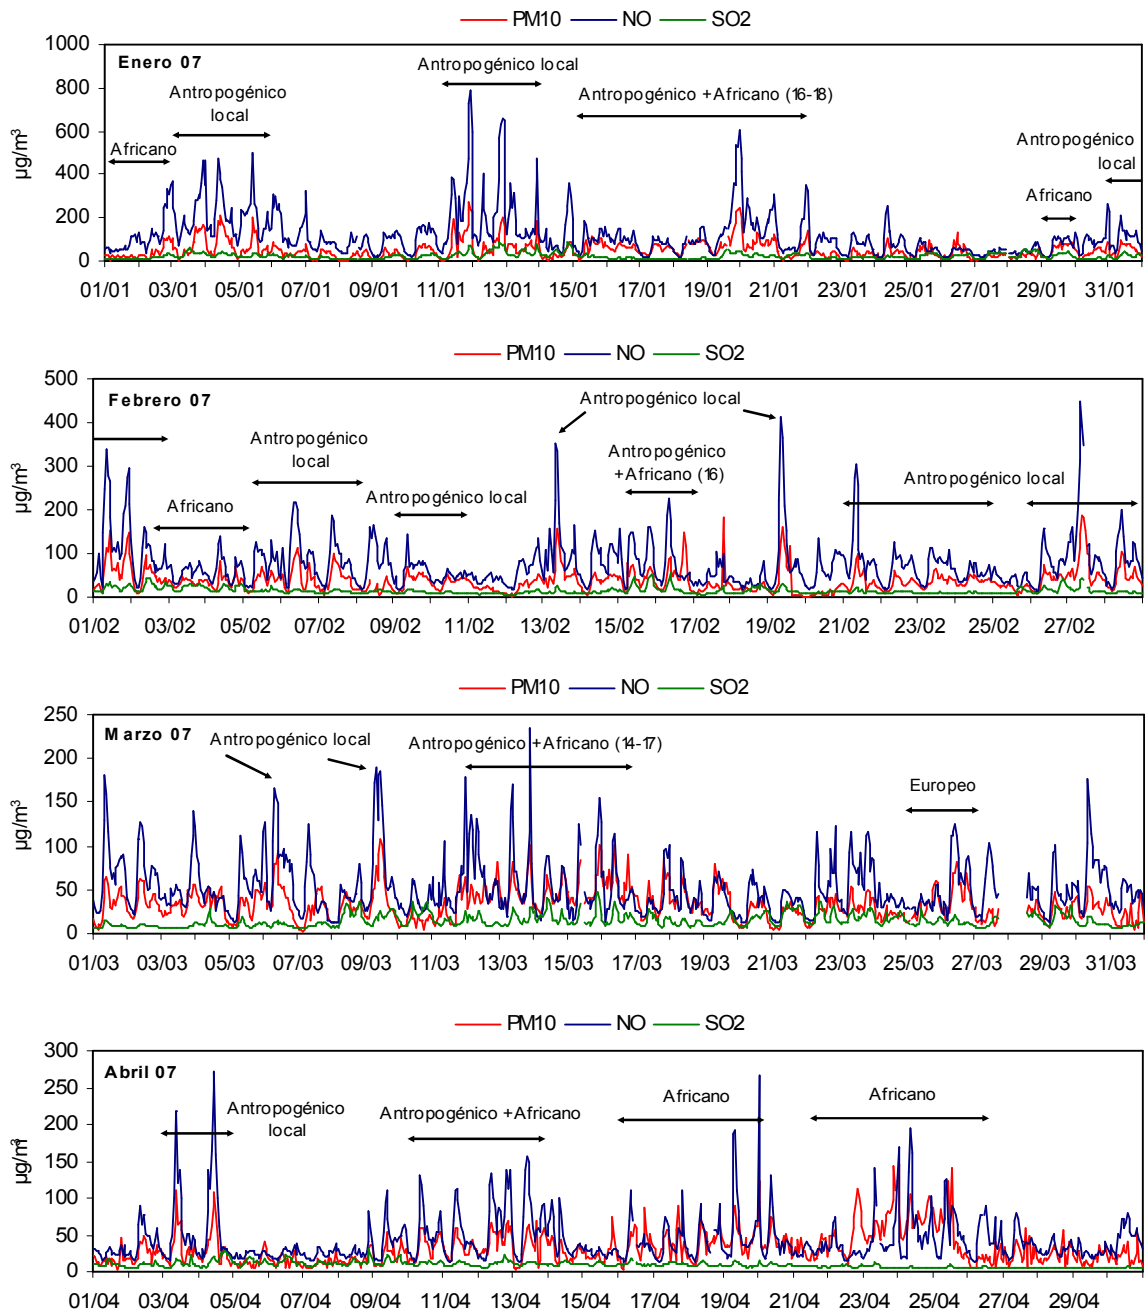 PM10 NO SO2
1000
800
600
400
200
0
µg/m³
Enero 07
Africano
Antropogénico
local
Antropogénico local
Antropogénico +Africano (16-18)
Africano
Antropogénico
local
01/01 03/01 05/01 07/01 09/01 11/01 13/01 15/01 17/01 19/01 21/01 23/01 25/01 27/01 29/01 31/01
PM10 NO SO2
500
400
300
200
100
0
µg/m³
Febrero 07
Africano
Antropogénico
local
Antropogénico local
Antropogénico local
Antropogénico
+Africano (16)
Antropogénico local
01/02 03/02 05/02 07/02 09/02 11/02 13/02 15/02 17/02 19/02 21/02 23/02 25/02 27/02
PM10 NO SO2
250
200
150
100
50
0
µg/m³
Marzo 07
Antropogénico local
Antropogénico +Africano (14-17)
Europeo
01/03 03/03 05/03 07/03 09/03 11/03 13/03 15/03 17/03 19/03 21/03 23/03 25/03 27/03 29/03 31/03
PM10 NO SO2
300
250
200
150
100
50
0
µg/m³
Abril 07
Antropogénico
local
Antropogénico +Africano
Africano
Africano
01/04 03/04 05/04 07/04 09/04 11/04 13/04 15/04 17/04 19/04 21/04 23/04 25/04 27/04 29/04